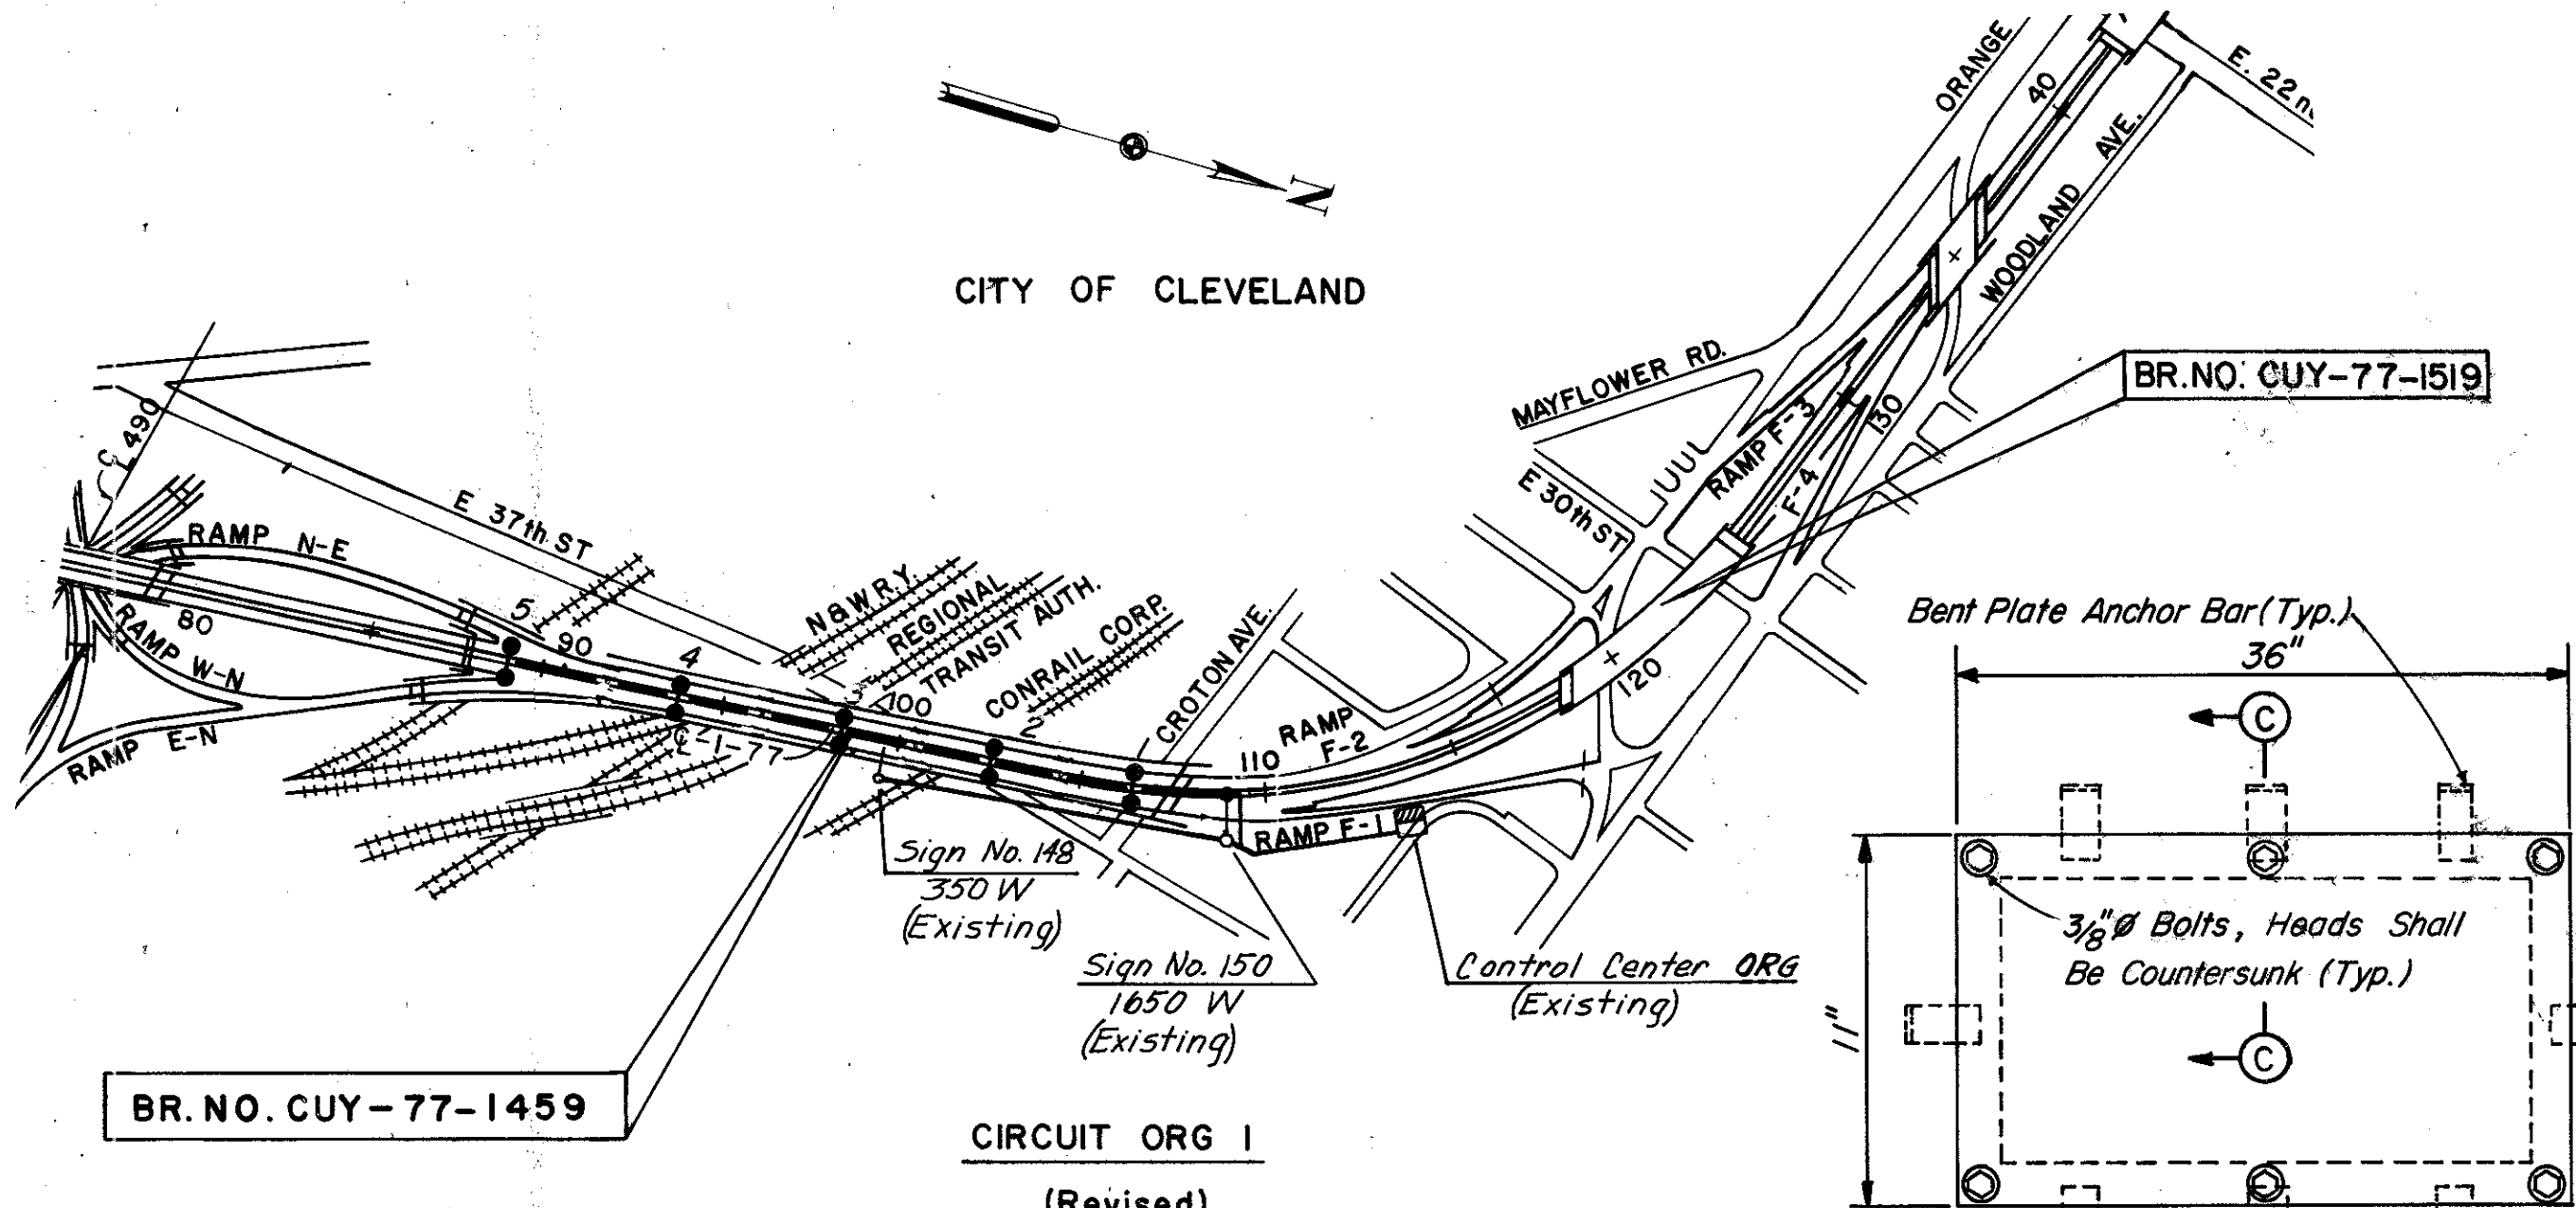 ORANGE
40
E. 22n
WOODLAND AVE.
N
CITY OF CLEVELAND
MAYFLOWER RD.
BR.NO. CUY-77-1519
RAMP F-3
130
F-4
E 30th ST
℄ 490
E 37th ST
RAMP N-E
80
RAMP W-N
RAMP E-N
5
90
4
N & W R.Y.
REGIONAL
TRANSIT AUTH.
3
100
CONRAIL CORP.
2
CROTON AVE.
℄-I-77
110
RAMP
F-2
120
RAMP F-1
Sign No. 148
350 W
(Existing)
Sign No. 150
1650 W
(Existing)
Control Center ORG
(Existing)
BR. NO. CUY-77-1459
CIRCUIT ORG 1
(Revised)
Bent Plate Anchor Bar (Typ.)
36"
C
3/8"Ø Bolts, Heads Shall
Be Countersunk (Typ.)
11"
C